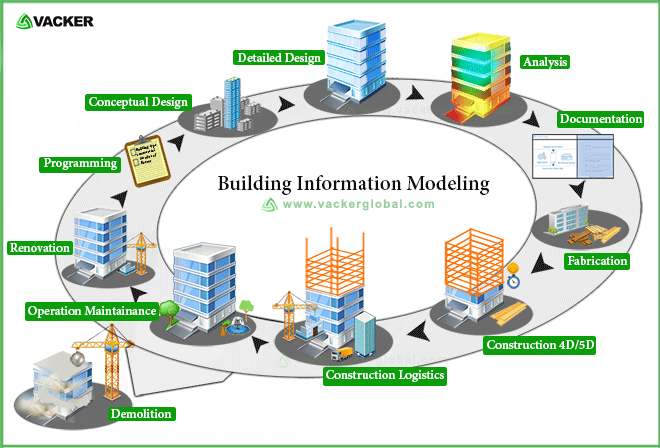 VACKER
Detailed Design
Analysis
Conceptual Design
Documentation
Programming
Building Information Modeling
www.vackerglobal.com
Renovation
Fabrication
Operation Maintainance
Construction 4D/5D
Construction Logistics
Demolition